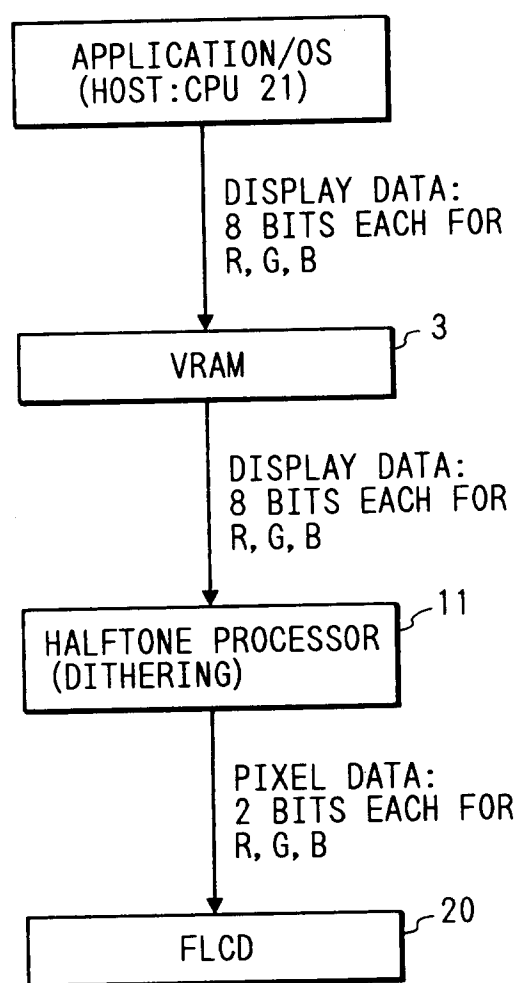 APPLICATION/OS
(HOST:CPU 21)
DISPLAY DATA:
8 BITS EACH FOR
R, G, B
3
VRAM
DISPLAY DATA:
8 BITS EACH FOR
R, G, B
11
HALFTONE PROCESSOR
(DITHERING)
PIXEL DATA:
2 BITS EACH FOR
R, G, B
20
FLCD